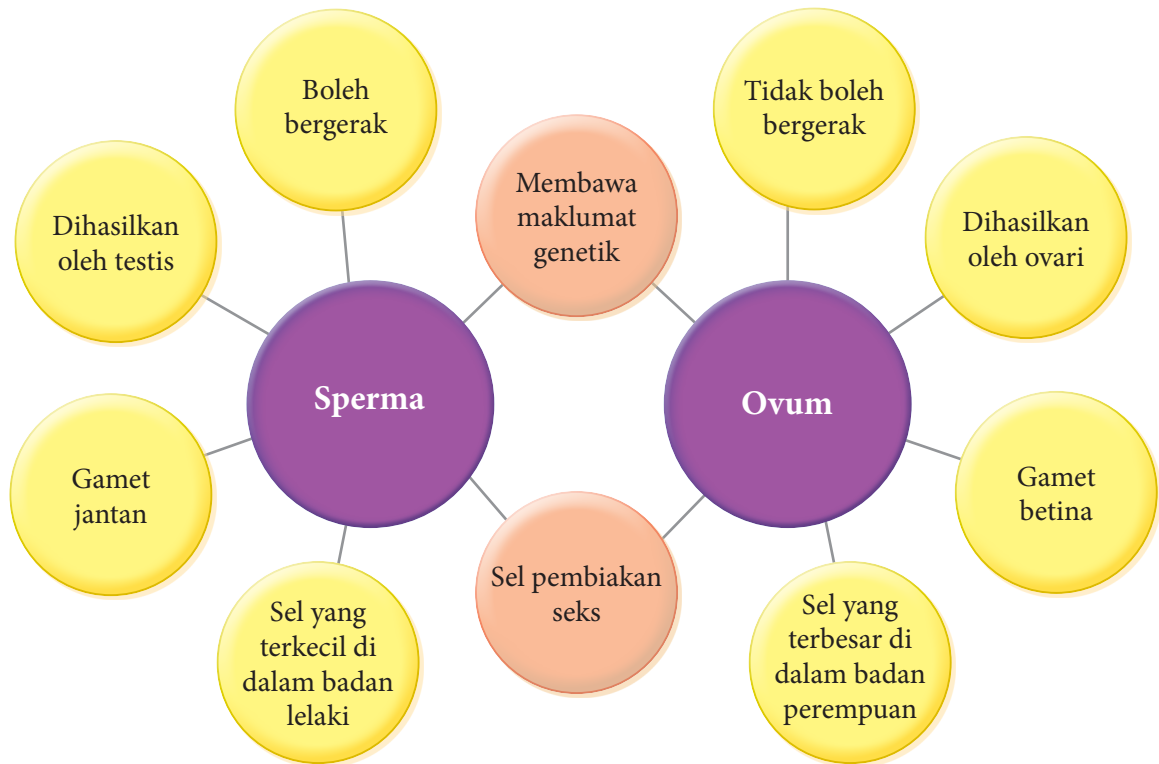 Boleh
bergerak
Tidak boleh
bergerak
Membawa
maklumat
genetik
Dihasilkan
oleh testis
Dihasilkan
oleh ovari
Sperma
Ovum
Gamet
jantan
Gamet
betina
Sel pembiakan
seks
Sel yang
terkecil di
dalam badan
lelaki
Sel yang
terbesar di
dalam badan
perempuan